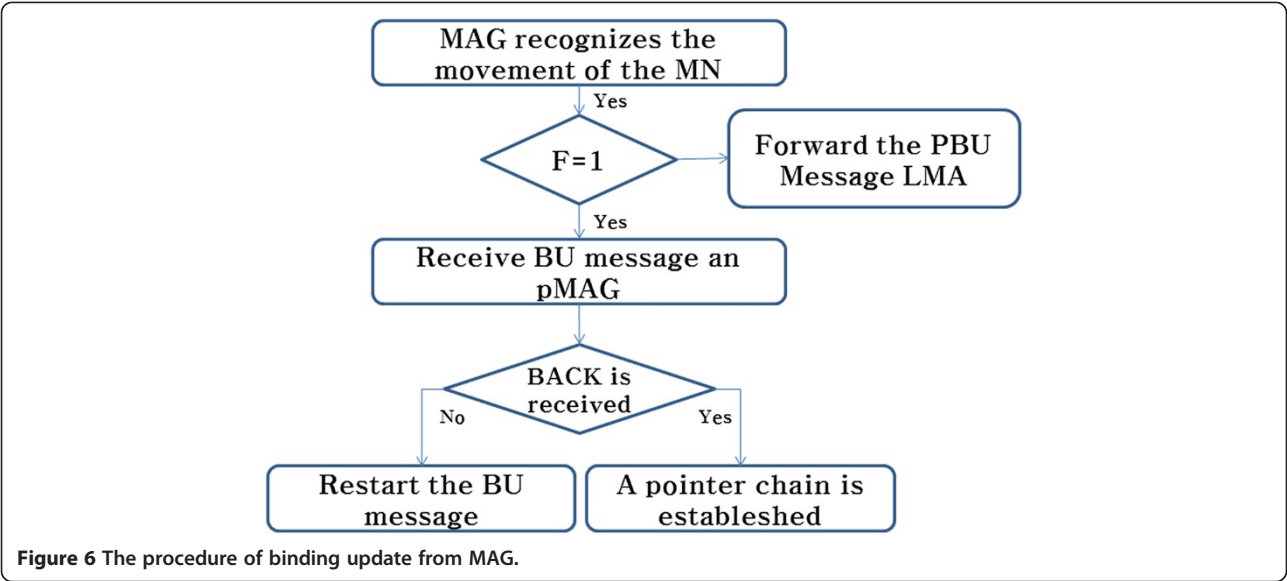 MAG recognizes the
movement of the MN
Yes
F=1
Forward the PBU
Message LMA
Yes
Receive BU message an
pMAG
BACK is
received
No
Yes
Restart the BU
message
A pointer chain is
estableshed
Figure 6 The procedure of binding update from MAG.